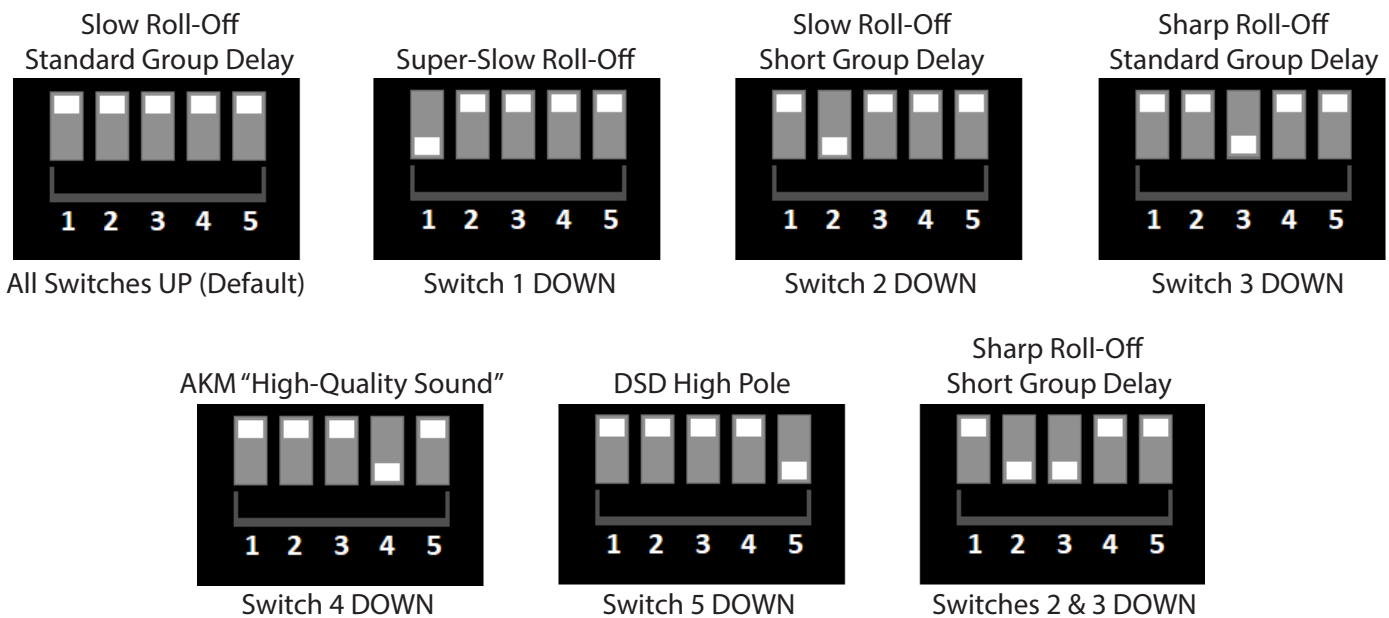 Slow Roll-Off
Standard Group Delay
1 2 3 4 5
All Switches UP (Default)
Super-Slow Roll-Off
1 2 3 4 5
Switch 1 DOWN
Slow Roll-Off
Short Group Delay
1 2 3 4 5
Switch 2 DOWN
Sharp Roll-Off
Standard Group Delay
1 2 3 4 5
Switch 3 DOWN
AKM “High-Quality Sound”
1 2 3 4 5
Switch 4 DOWN
DSD High Pole
1 2 3 4 5
Switch 5 DOWN
Sharp Roll-Off
Short Group Delay
1 2 3 4 5
Switches 2 & 3 DOWN